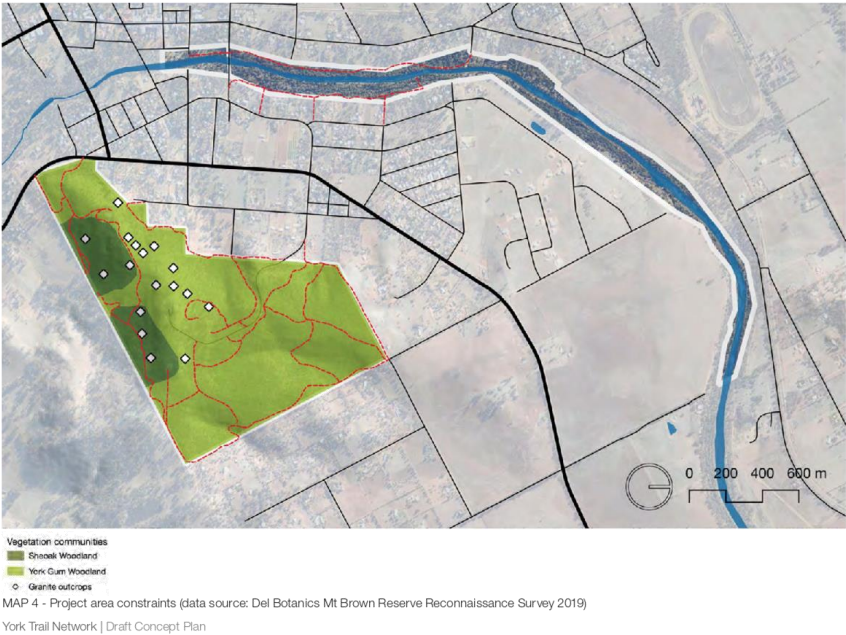 0 200 400 600 m
Vegetation communities
Sheoak Woodland
York Gum Woodland
Granite outcrops
MAP 4 - Project area constraints (data source: Del Botanics Mt Brown Reserve Reconnaissance Survey 2019)
York Trail Network | Draft Concept Plan